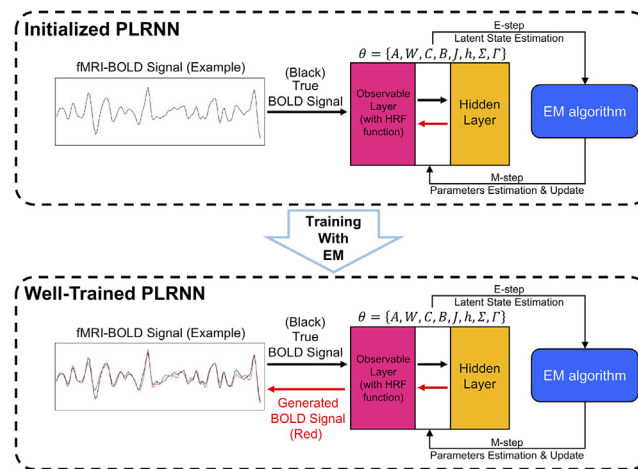 Initialized PLRNN
fMRI-BOLD Signal (Example)
(Black)
True
BOLD Signal
θ = {A, W, C, B, J, h, Σ, Γ}
Observable
Layer
(with HRF
function)
Hidden
Layer
E-step
Latent State Estimation
EM algorithm
M-step
Parameters Estimation & Update
Training
With
EM
Well-Trained PLRNN
fMRI-BOLD Signal (Example)
(Black)
True
BOLD Signal
Generated
BOLD Signal
(Red)
θ = {A, W, C, B, J, h, Σ, Γ}
Observable
Layer
(with HRF
function)
Hidden
Layer
E-step
Latent State Estimation
EM algorithm
M-step
Parameters Estimation & Update